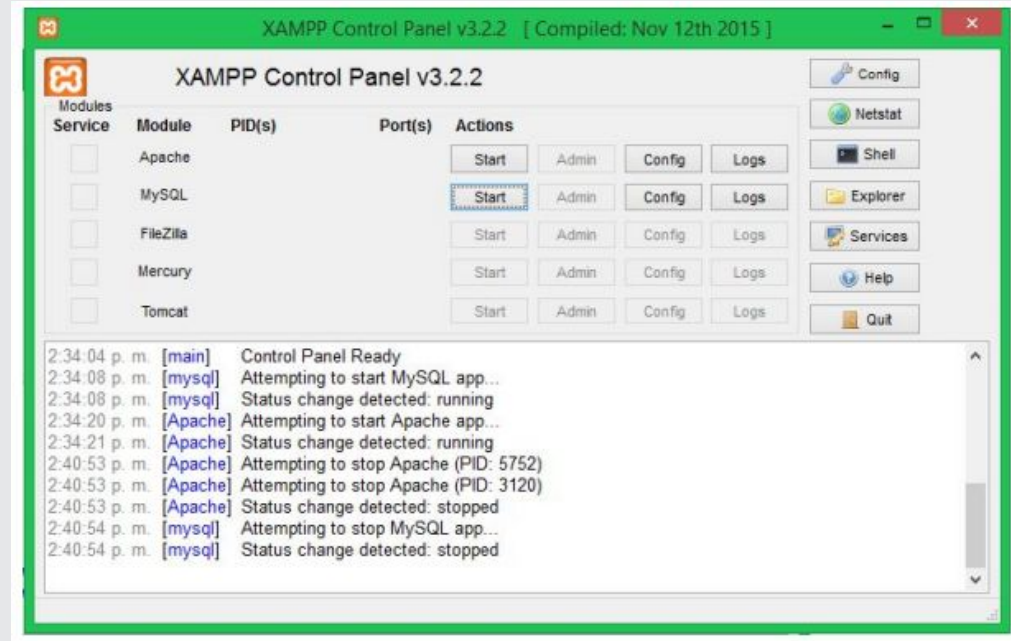 XAMPP Control Panel v3.2.2 [ Compiled: Nov 12th 2015 ]
XAMPP Control Panel v3.2.2
Config
Modules
Service Module PID(s) Port(s) Actions
Netstat
Apache Start Admin Config Logs
Shell
MySQL Start Admin Config Logs
Explorer
FileZilla Start Admin Config Logs
Services
Mercury Start Admin Config Logs
Help
Tomcat Start Admin Config Logs
Quit
2:34:04 p. m. [main] Control Panel Ready
2:34:08 p. m. [mysql] Attempting to start MySQL app...
2:34:08 p. m. [mysql] Status change detected: running
2:34:20 p. m. [Apache] Attempting to start Apache app...
2:34:21 p. m. [Apache] Status change detected: running
2:40:53 p. m. [Apache] Attempting to stop Apache (PID: 5752)
2:40:53 p. m. [Apache] Attempting to stop Apache (PID: 3120)
2:40:53 p. m. [Apache] Status change detected: stopped
2:40:54 p. m. [mysql] Attempting to stop MySQL app...
2:40:54 p. m. [mysql] Status change detected: stopped